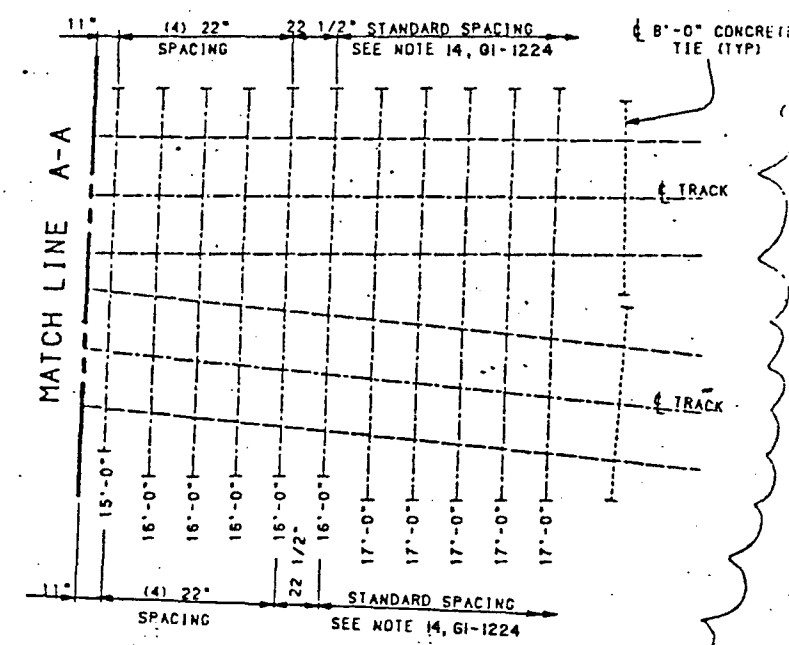 11"
(4) 22"
SPACING
22 1/2"
STANDARD SPACING
SEE NOTE 14, GI-1224
℄ 8'-0" CONCRETE
TIE (TYP)
MATCH LINE A-A
℄ TRACK
℄ TRACK
15'-0"
16'-0"
16'-0"
16'-0"
16'-0"
16'-0"
17'-0"
17'-0"
17'-0"
17'-0"
17'-0"
11"
(4) 22"
SPACING
22 1/2"
STANDARD SPACING
SEE NOTE 14, GI-1224